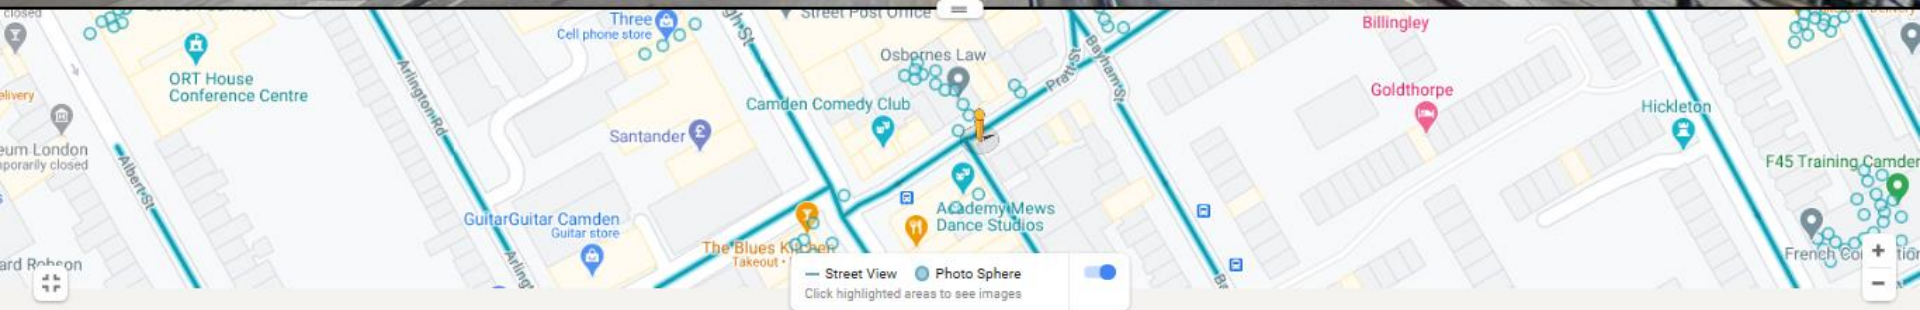 closed
Three
Cell phone store
Street Post Office
Billingley
Osbornes Law
ORT House
Conference Centre
Arlington Rd
Pratt St
Bayham St
Goldthorpe
Camden Comedy Club
Hickleton
elivery
Santander
eum London
mporarily closed
Albert St
F45 Training Camden
GuitarGuitar Camden
Guitar store
Academy Mews
Dance Studios
The Blues Kitchen
Takeout •
ard Robson
Arling
Street View
Photo Sphere
Click highlighted areas to see images
Ba
+
−